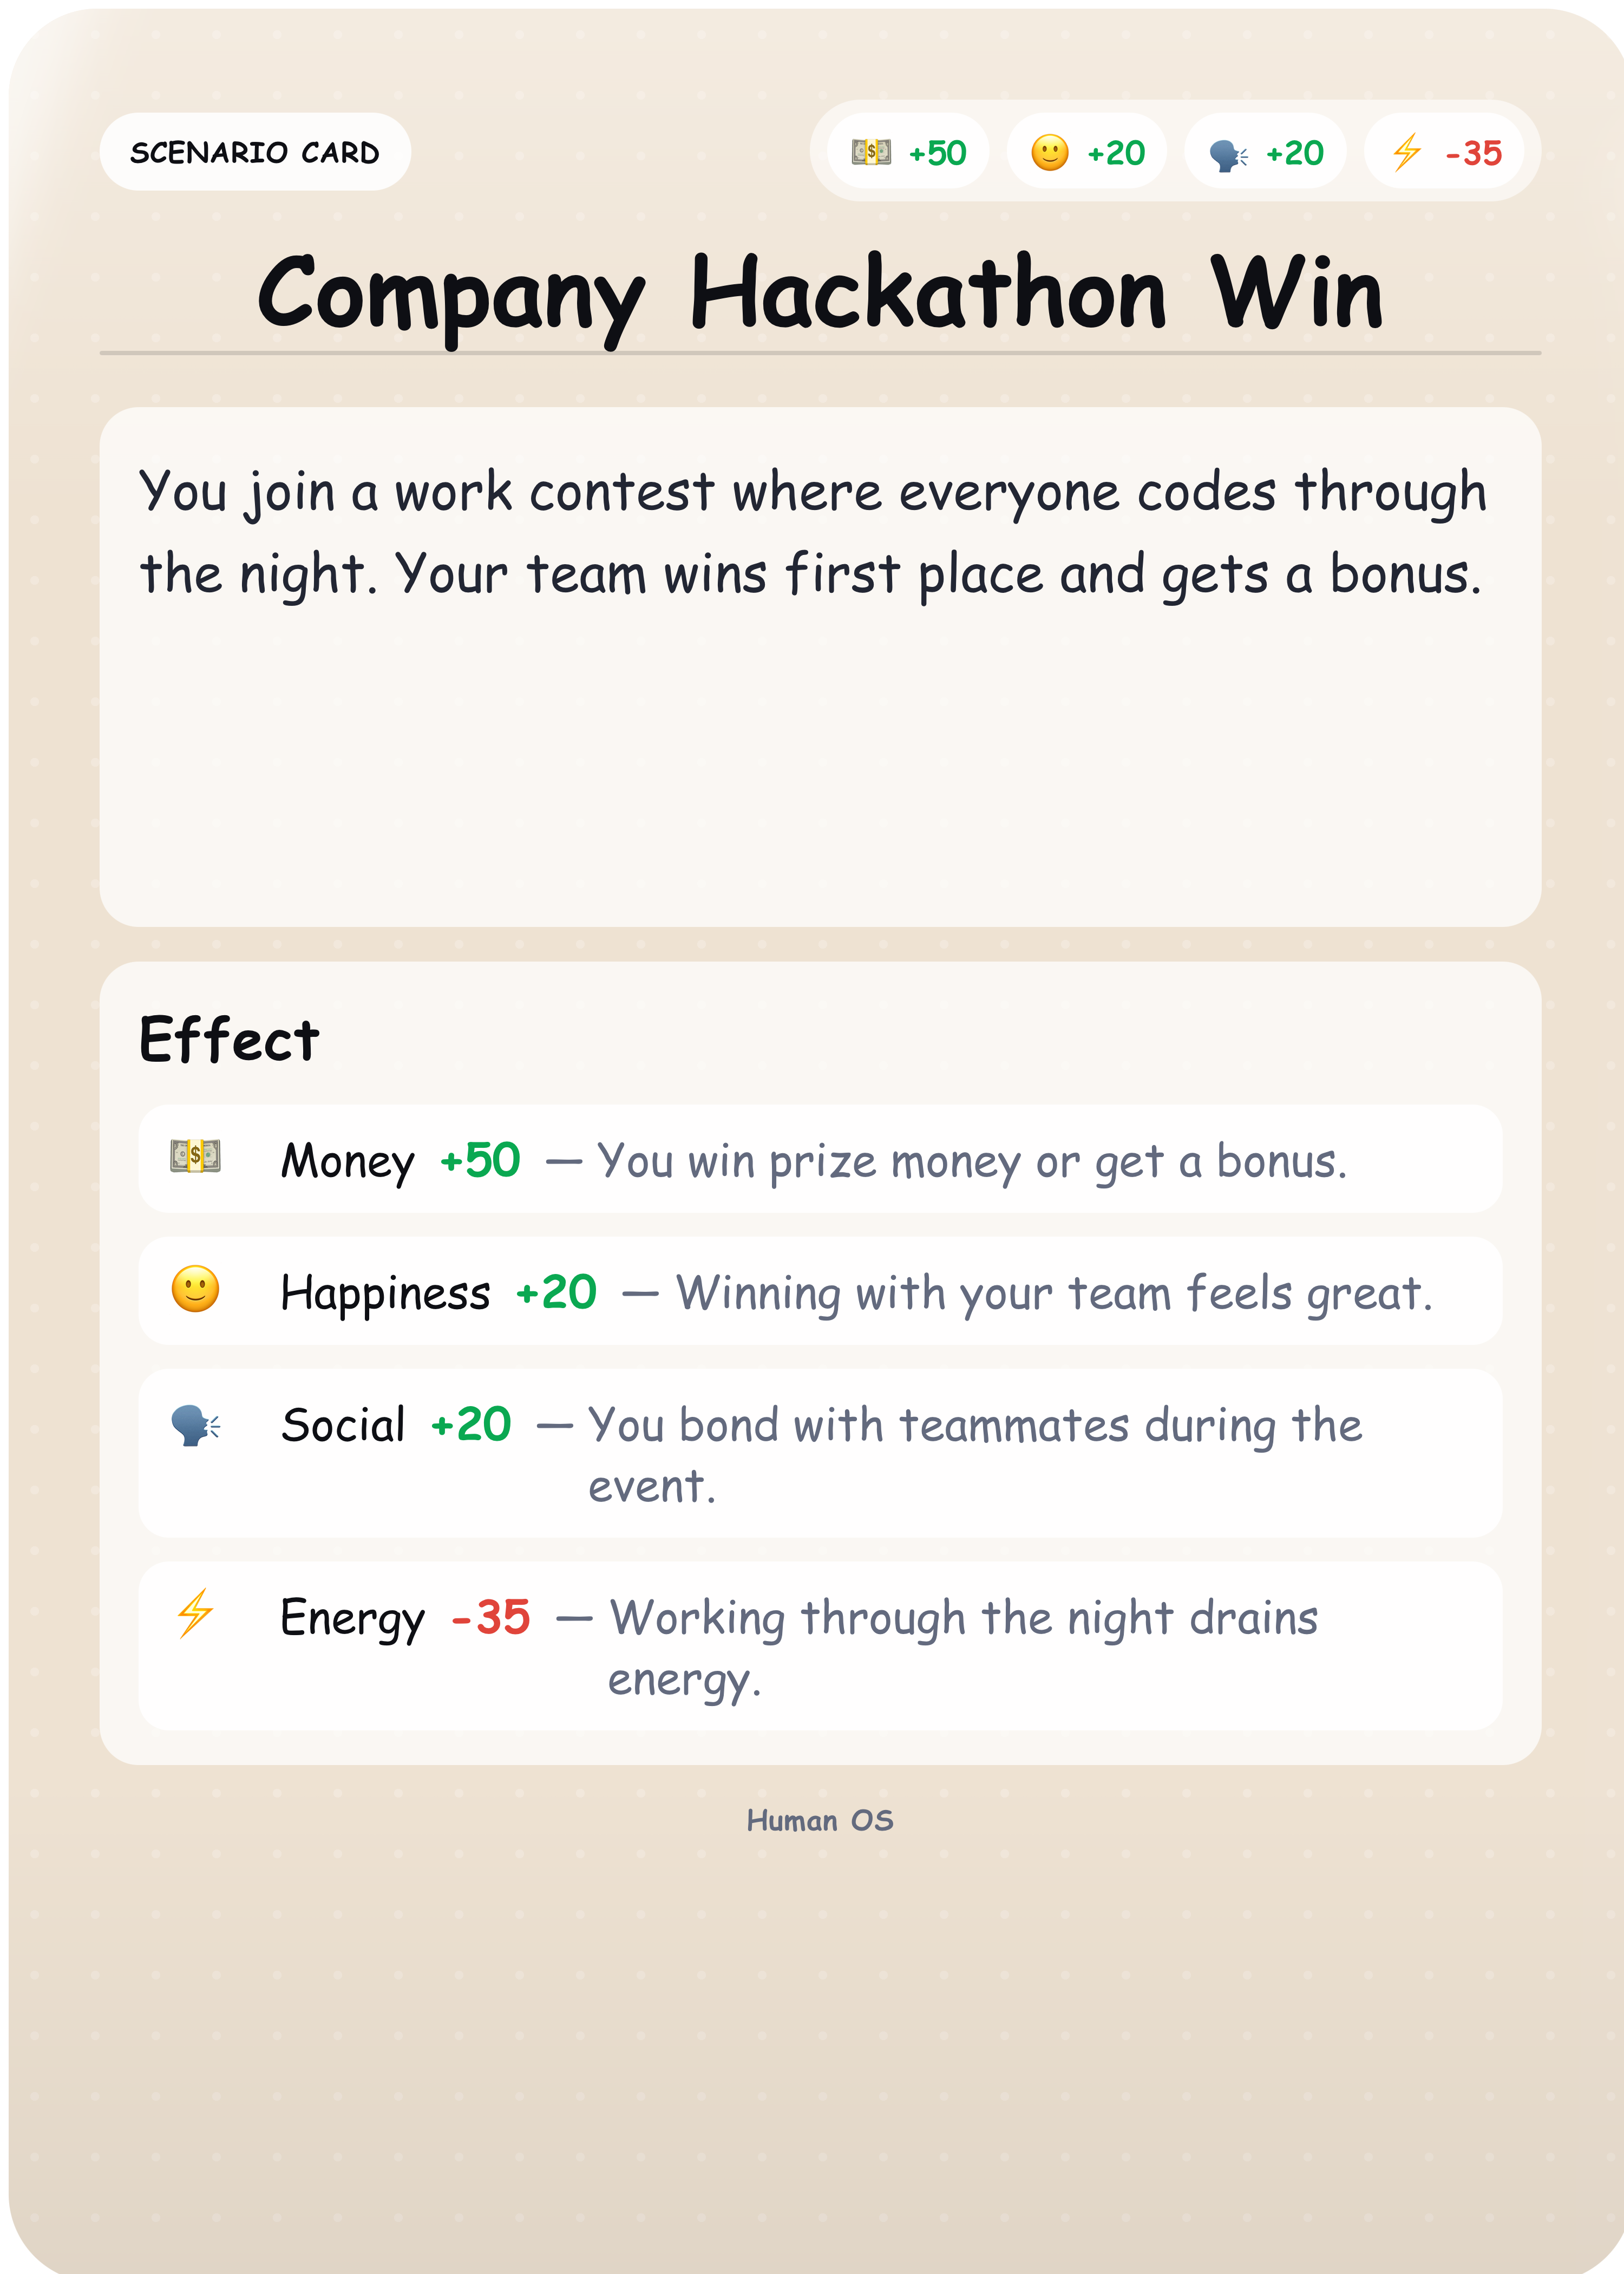 SCENARIO CARD
💵 +50 🙂 +20 🗣️ +20 ⚡ -35
Company Hackathon Win
You join a work contest where everyone codes through
the night. Your team wins first place and gets a bonus.
Effect
💵 Money +50 — You win prize money or get a bonus.
🙂 Happiness +20 — Winning with your team feels great.
🗣️ Social +20 — You bond with teammates during the
event.
⚡ Energy -35 — Working through the night drains
energy.
Human OS